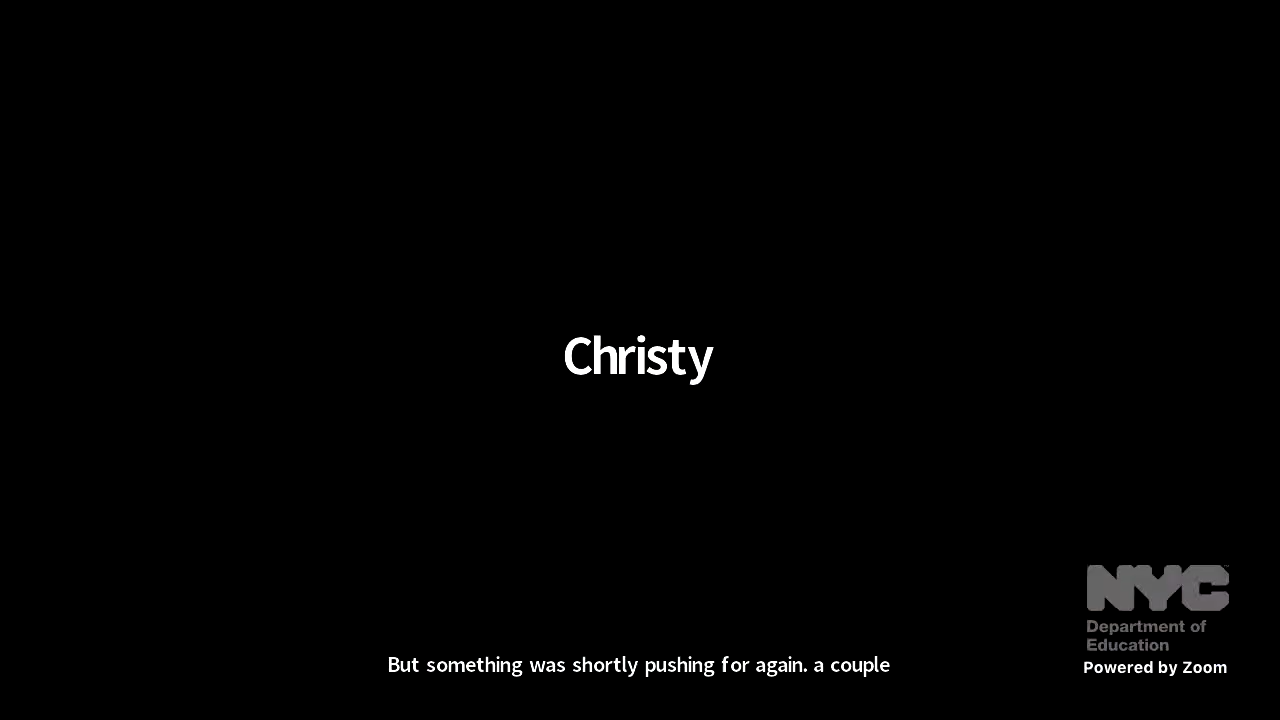 Christy
NYC
Department of
Education
But something was shortly pushing for again. a couple
Powered by Zoom